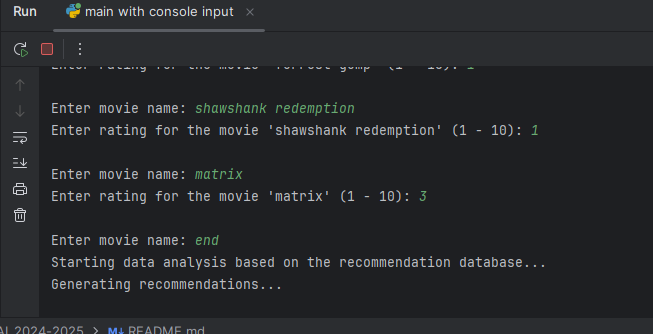 Run main with console input
Enter rating for the movie 'forrest gump' (1 - 10): 1
Enter movie name: shawshank redemption
Enter rating for the movie 'shawshank redemption' (1 - 10): 1
Enter movie name: matrix
Enter rating for the movie 'matrix' (1 - 10): 3
Enter movie name: end
Starting data analysis based on the recommendation database...
Generating recommendations...
AI 2024-2025 > M↓ README.md